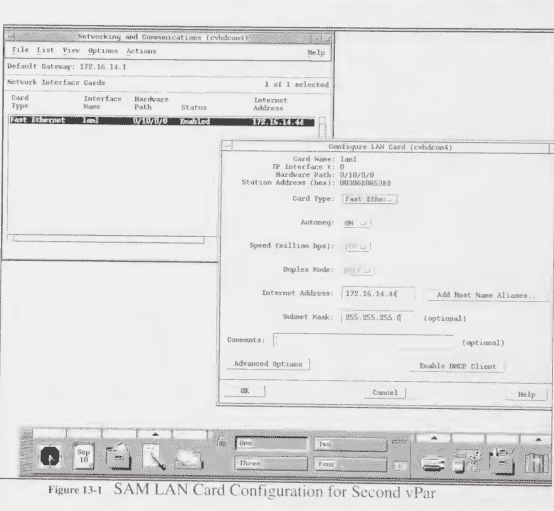 Networking and Communications (cvhdcon4)
File List View Options Actions Help
Default Gateway: 172.16.14.1
Network Interface Cards 1 of 1 selected
Card Interface Hardware Internet
Type Name Path Status Address
Fast Ethernet lan1 0/10/0/0 Enabled 172.16.14.44
Configure LAN Card (cvhdcon4)
Card Name: lan1
IP Interface #: 0
Hardware Path: 0/10/0/0
Station Address (hex):
Card Type: Fast Ether
Autoneg: ON
Speed (million bps):
Duplex Mode:
Internet Address: 172.16.14.44 Add Host Name Aliases...
Subnet Mask: 255.255.255.0 (optional)
Comments: (optional)
Advanced Options Enable DHCP Client
OK Cancel Help
One Two
Sep
10
Three Four
Figure 13-1 SAM LAN Card Configuration for Second vPar